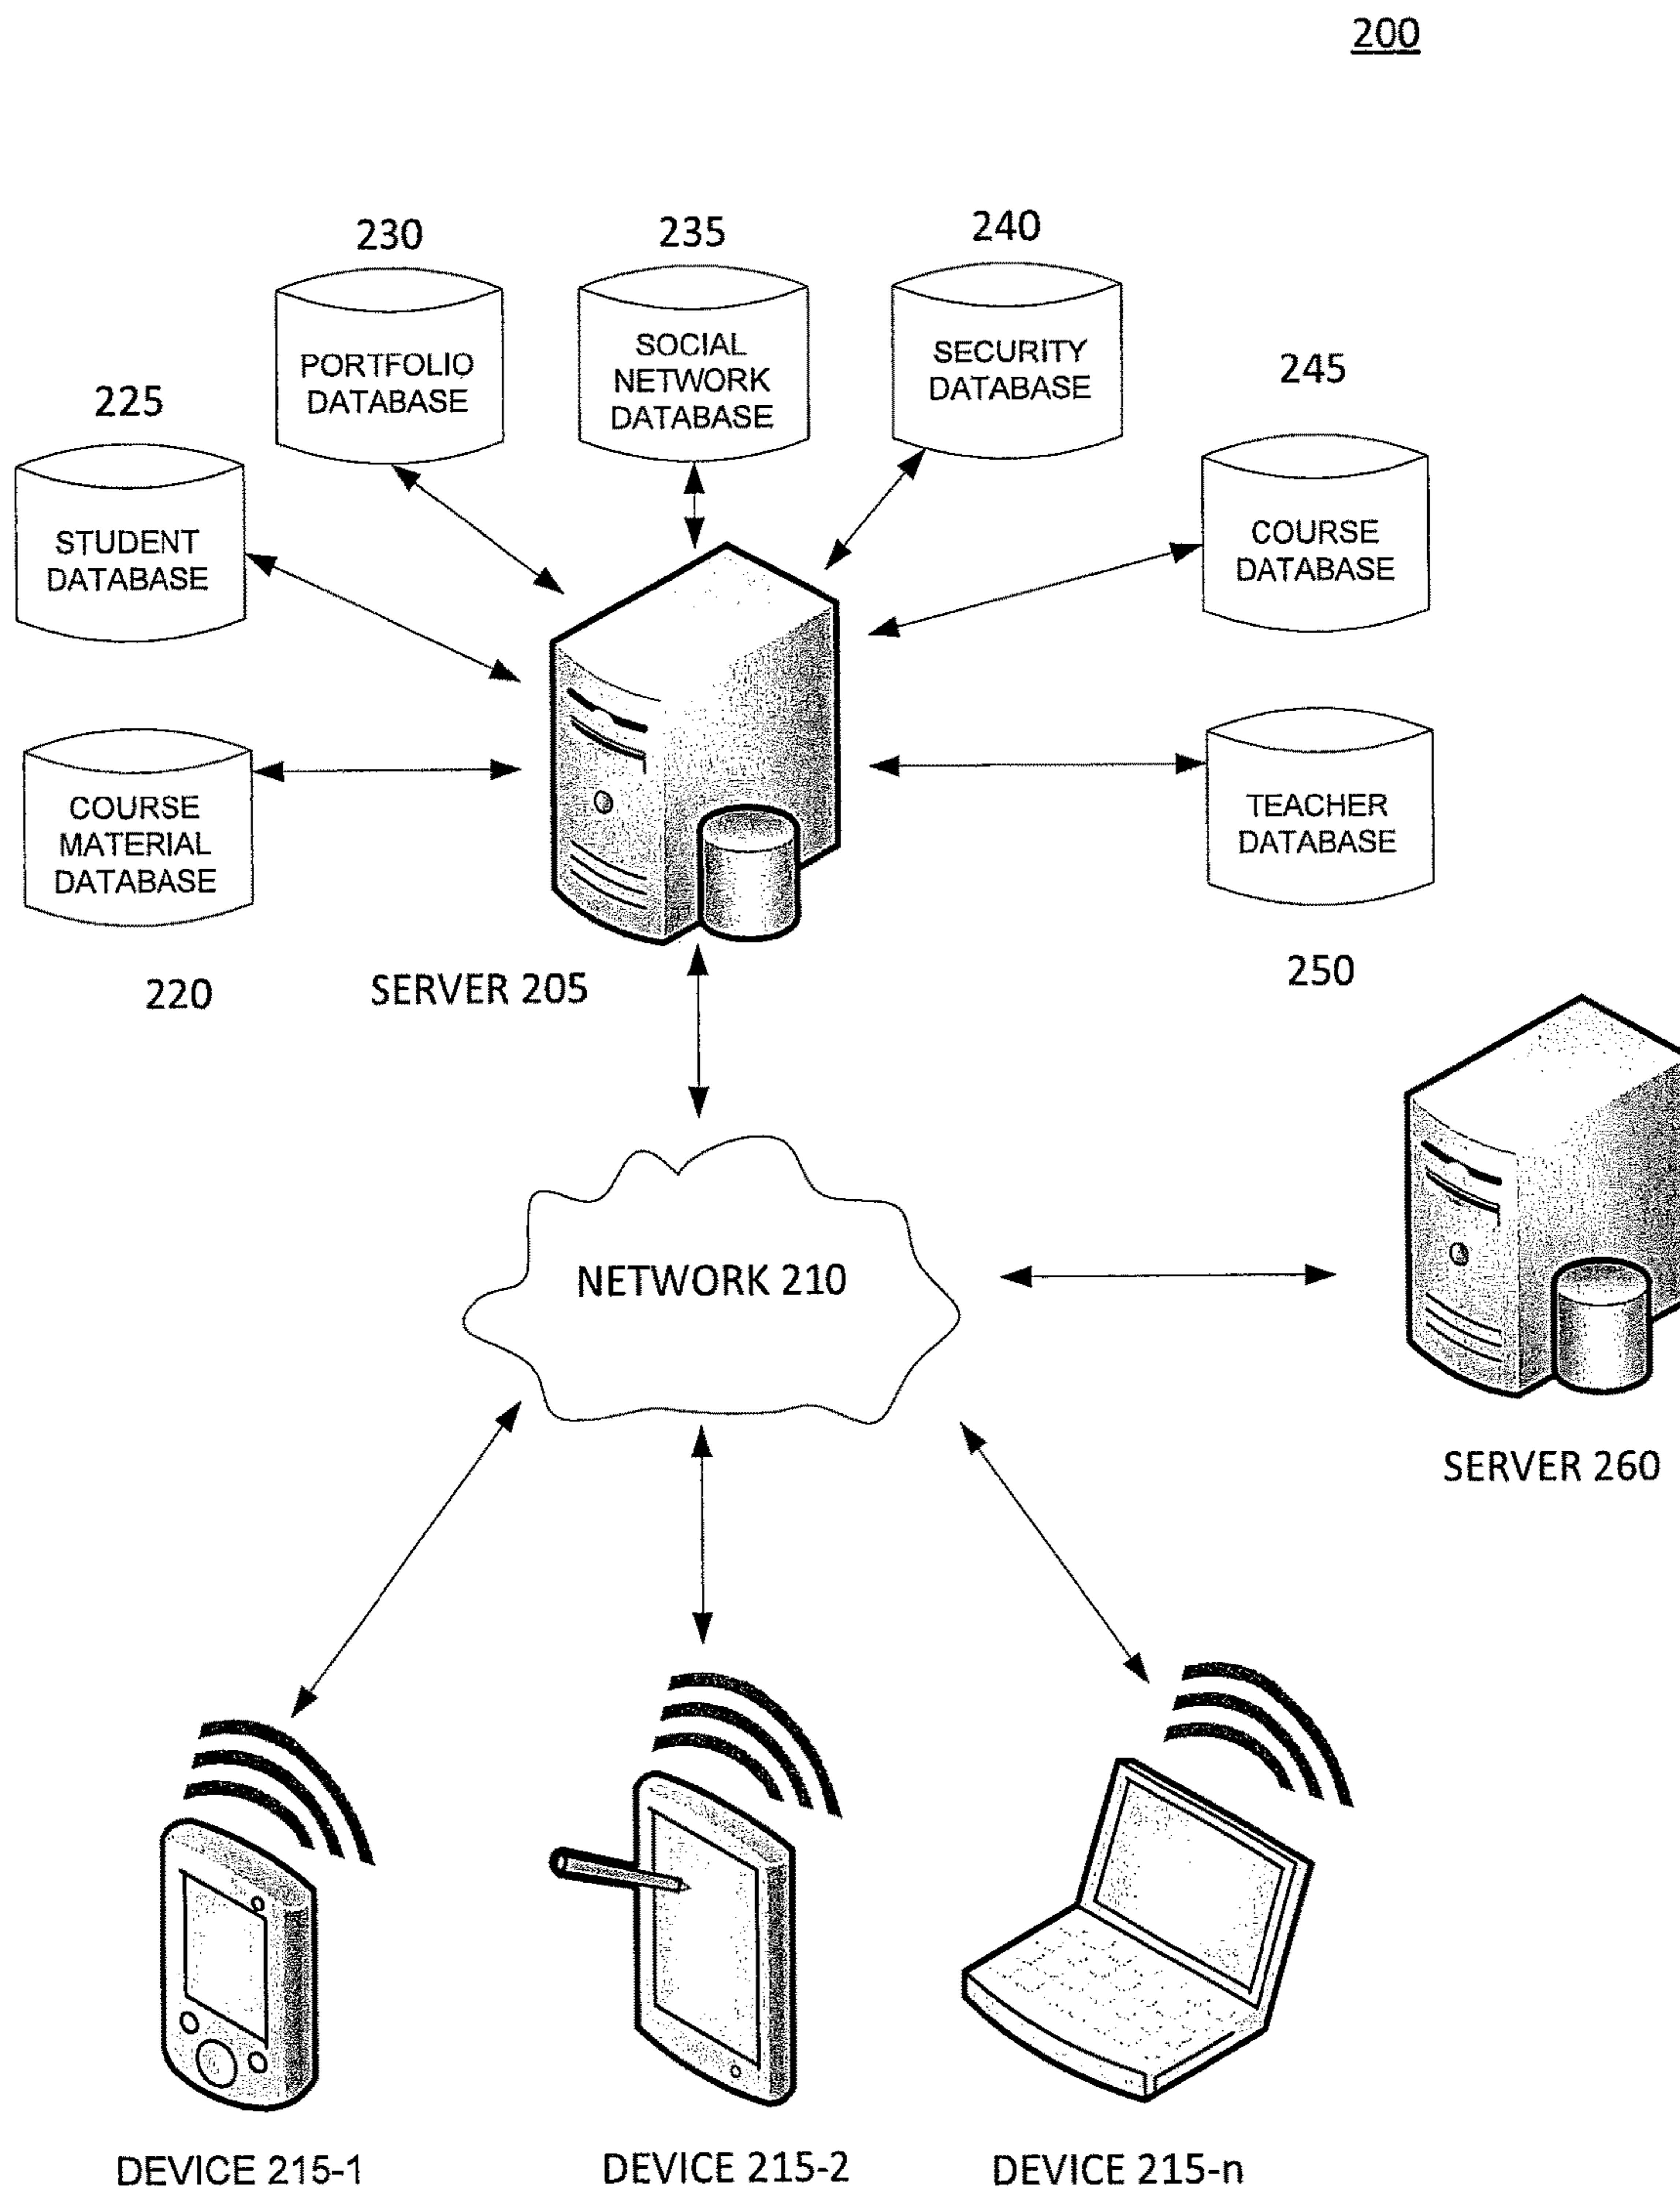 200
230
235
240
PORTFOLIO
DATABASE
SOCIAL
NETWORK
DATABASE
SECURITY
DATABASE
225
245
STUDENT
DATABASE
COURSE
DATABASE
COURSE
MATERIAL
DATABASE
TEACHER
DATABASE
220
SERVER 205
250
NETWORK 210
SERVER 260
DEVICE 215-1
DEVICE 215-2
DEVICE 215-n